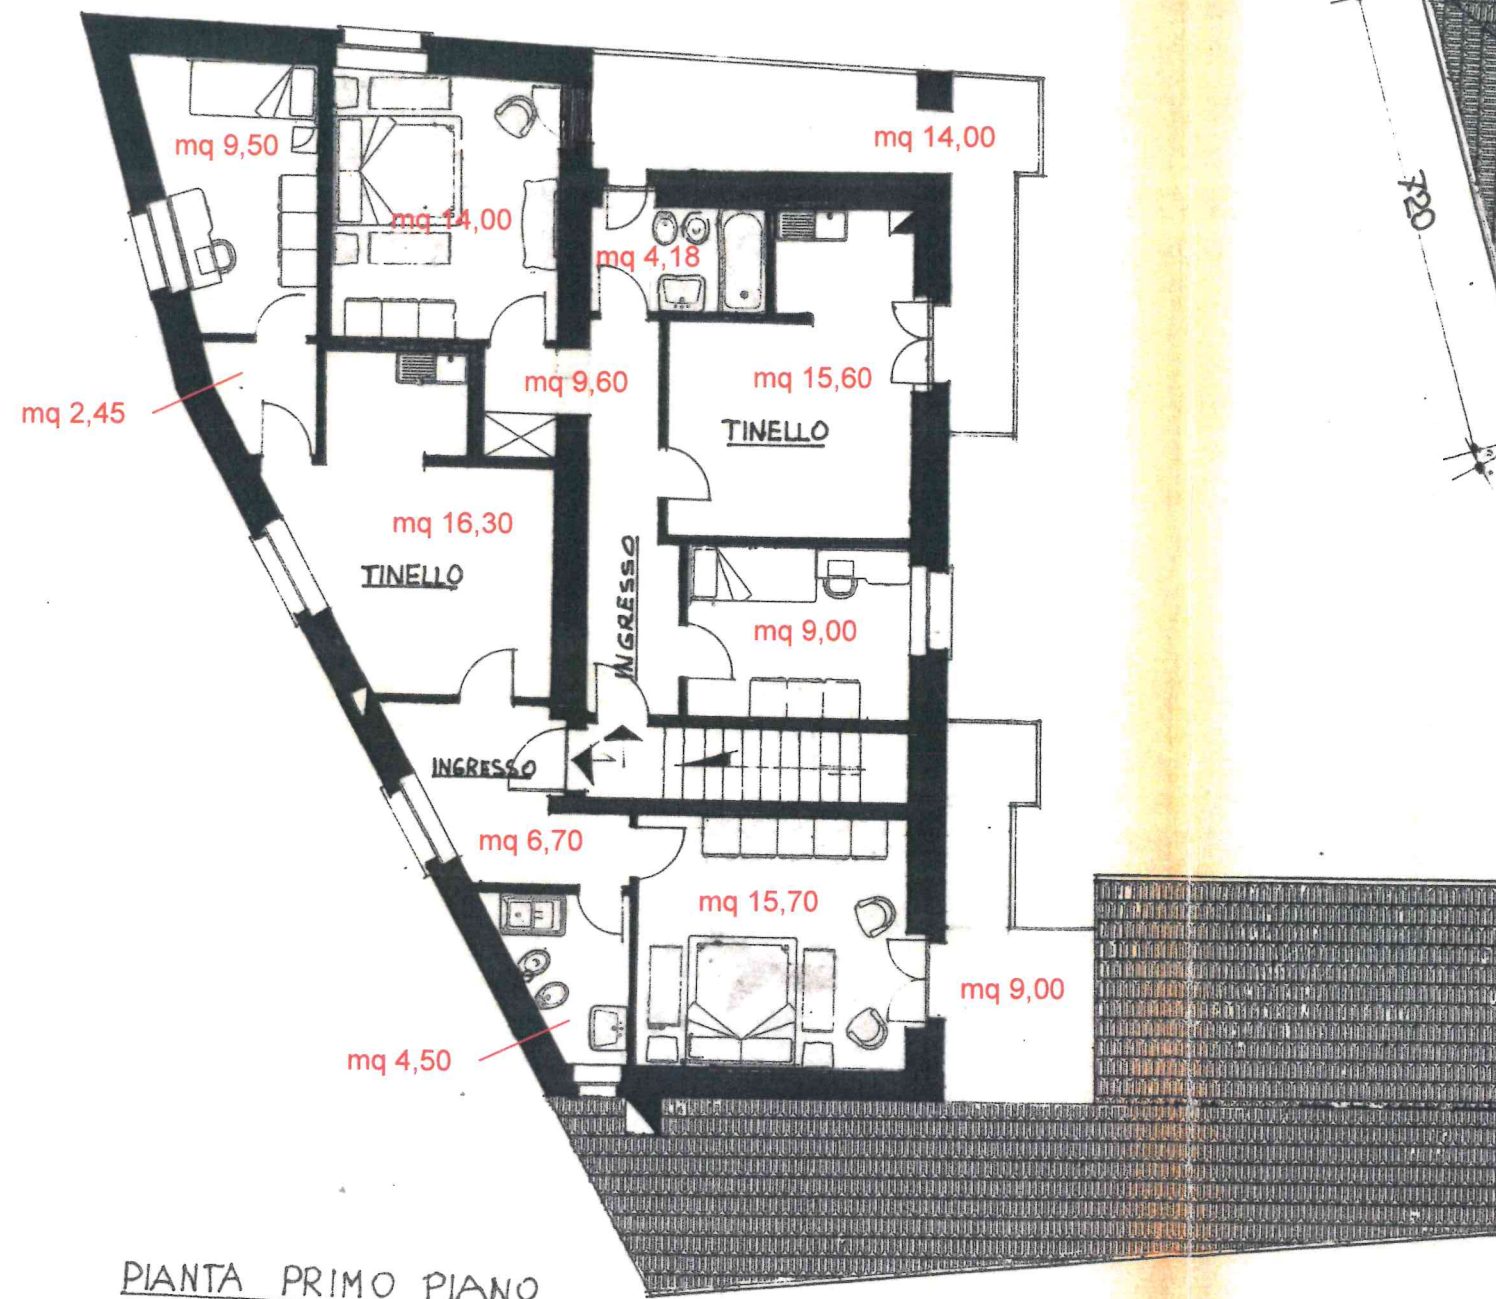 mq 9,50
mq 14,00
mq 14,00
720
mq 4,18
mq 9,60
mq 15,60
mq 2,45
TINELLO
mq 16,30
TINELLO
INGRESSO
mq 9,00
INGRESSO
mq 6,70
mq 15,70
mq 9,00
mq 4,50
PIANTA PRIMO PIANO